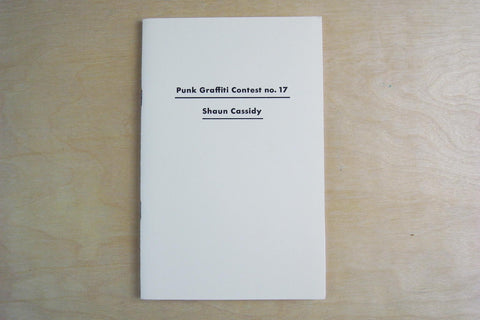 Punk Graffiti Contest no. 17
Shaun Cassidy